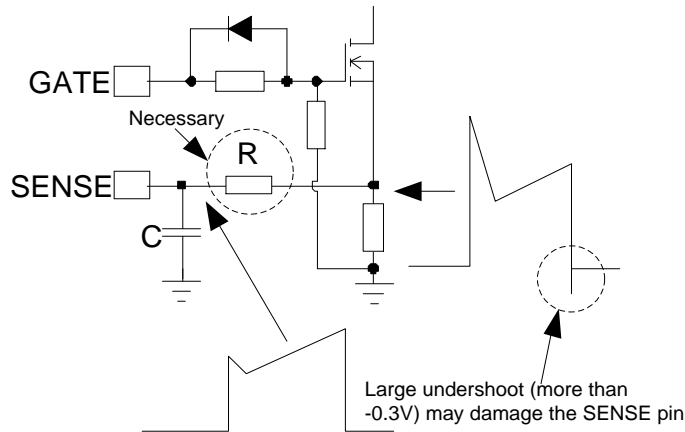 GATE
Necessary
R
SENSE
C
Large undershoot (more than
-0.3V) may damage the SENSE pin